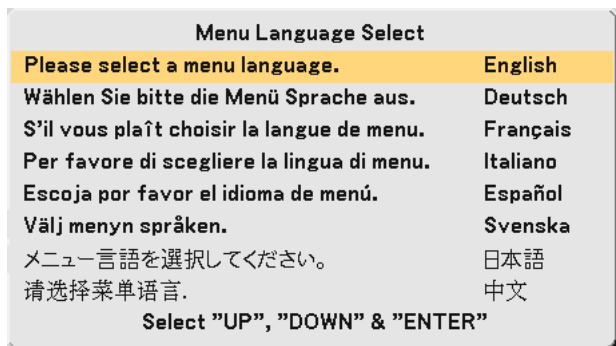 Menu Language Select
Please select a menu language. English
Wählen Sie bitte die Menü Sprache aus. Deutsch
S'il vous plaît choisir la langue de menu. Français
Per favore di scegliere la lingua di menu. Italiano
Escoja por favor el idioma de menú. Español
Välj menyn språken. Svenska
メニュー言語を選択してください。 日本語
请选择菜单语言. 中文
Select ”UP”, ”DOWN” & ”ENTER”